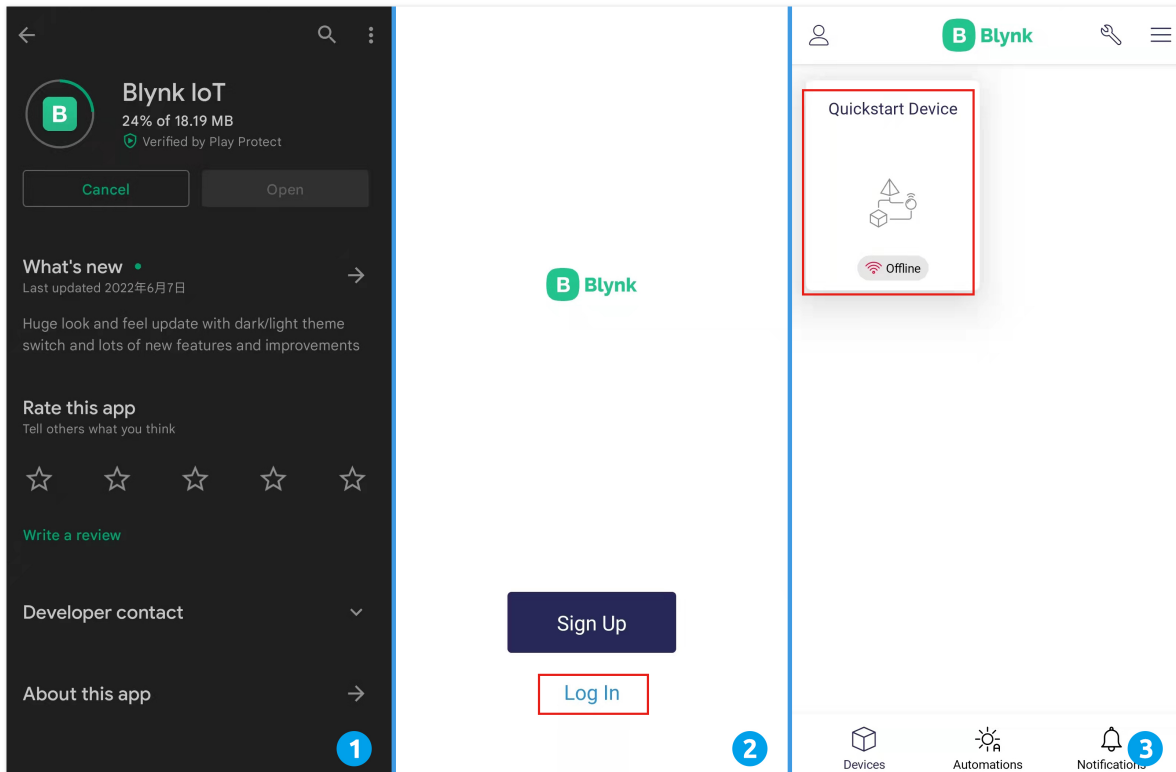 B
Blynk IoT
24% of 18.19 MB
Verified by Play Protect
Cancel
Open
What's new
Last updated 2022年6月7日
Huge look and feel update with dark/light theme
switch and lots of new features and improvements
Rate this app
Tell others what you think
Write a review
Developer contact
About this app
1
B Blynk
Sign Up
Log In
2
B Blynk
Quickstart Device
Offline
Devices
A
Automations
Notifications
3